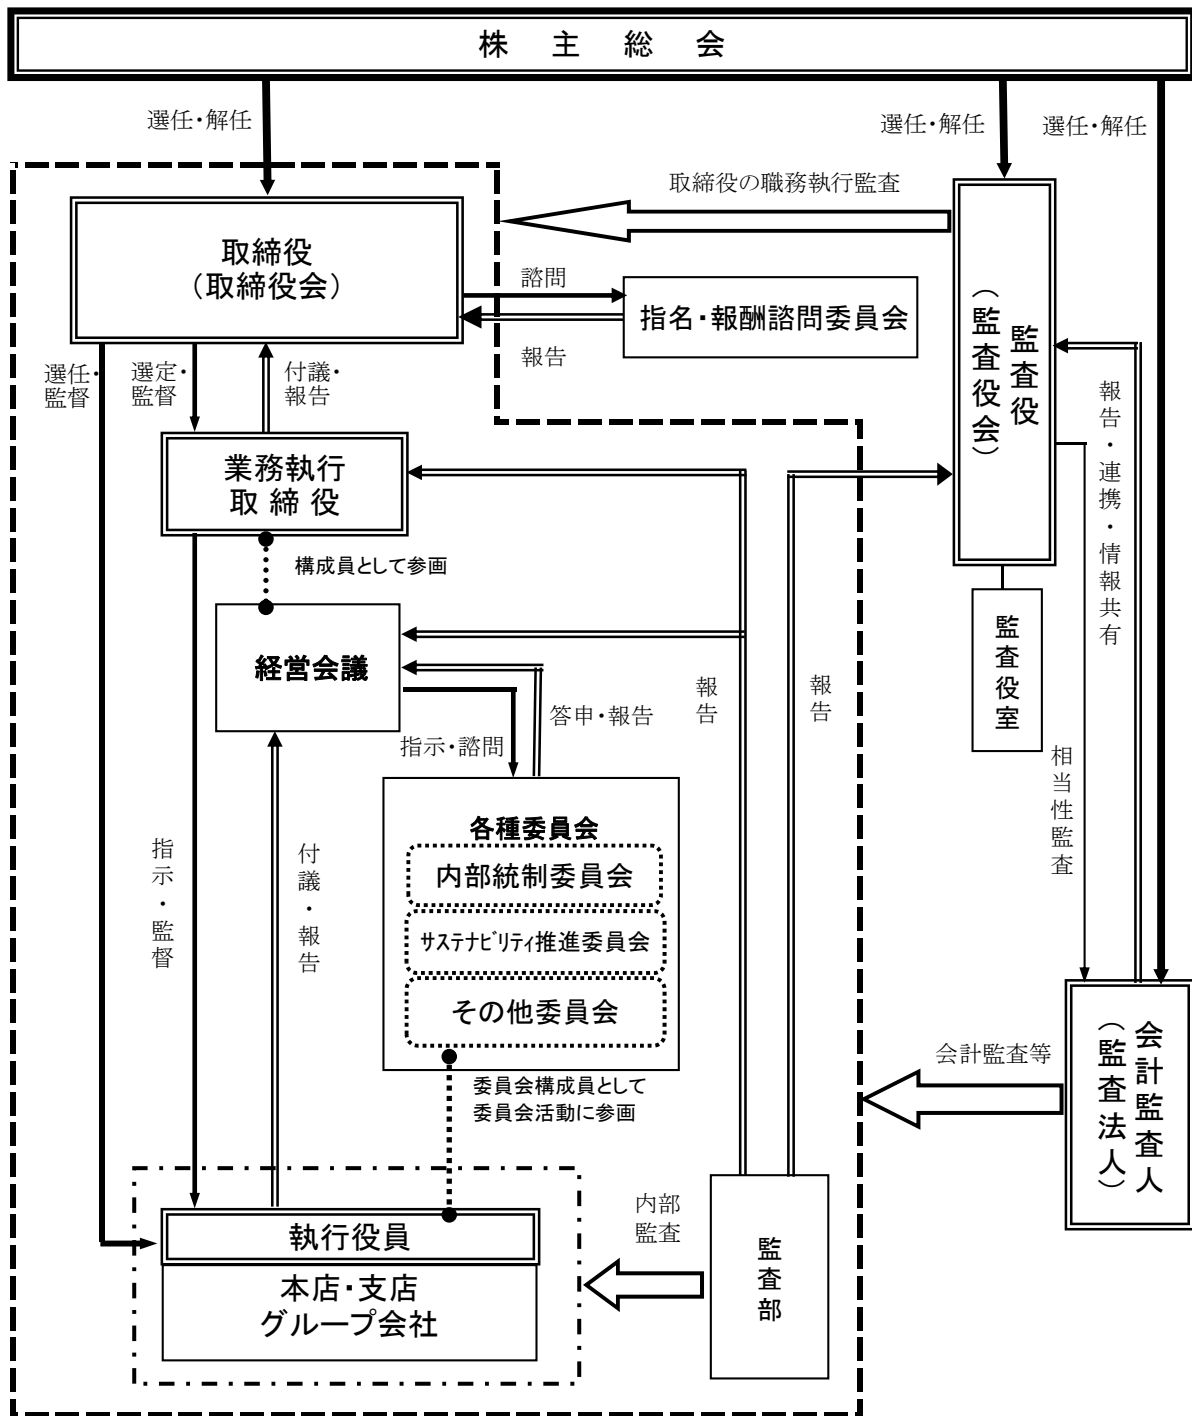 株主総会
選任・解任
選任・解任
選任・解任
取締役の職務執行監査
取締役
（取締役会）
諮問
指名・報酬諮問委員会
報告
監査役
（監査役会）
選任・
監督
選定・
監督
付議・
報告
業務執行
取締役
報告・連携・情報共有
構成員として参画
経営会議
監査役室
報告
報告
答申・報告
指示・諮問
相当性監査
各種委員会
内部統制委員会
サステナビリティ推進委員会
その他委員会
指示・監督
付議・報告
会計監査等
会計監査人
（監査法人）
委員会構成員として
委員会活動に参画
内部
監査
監査部
執行役員
本店・支店
グループ会社